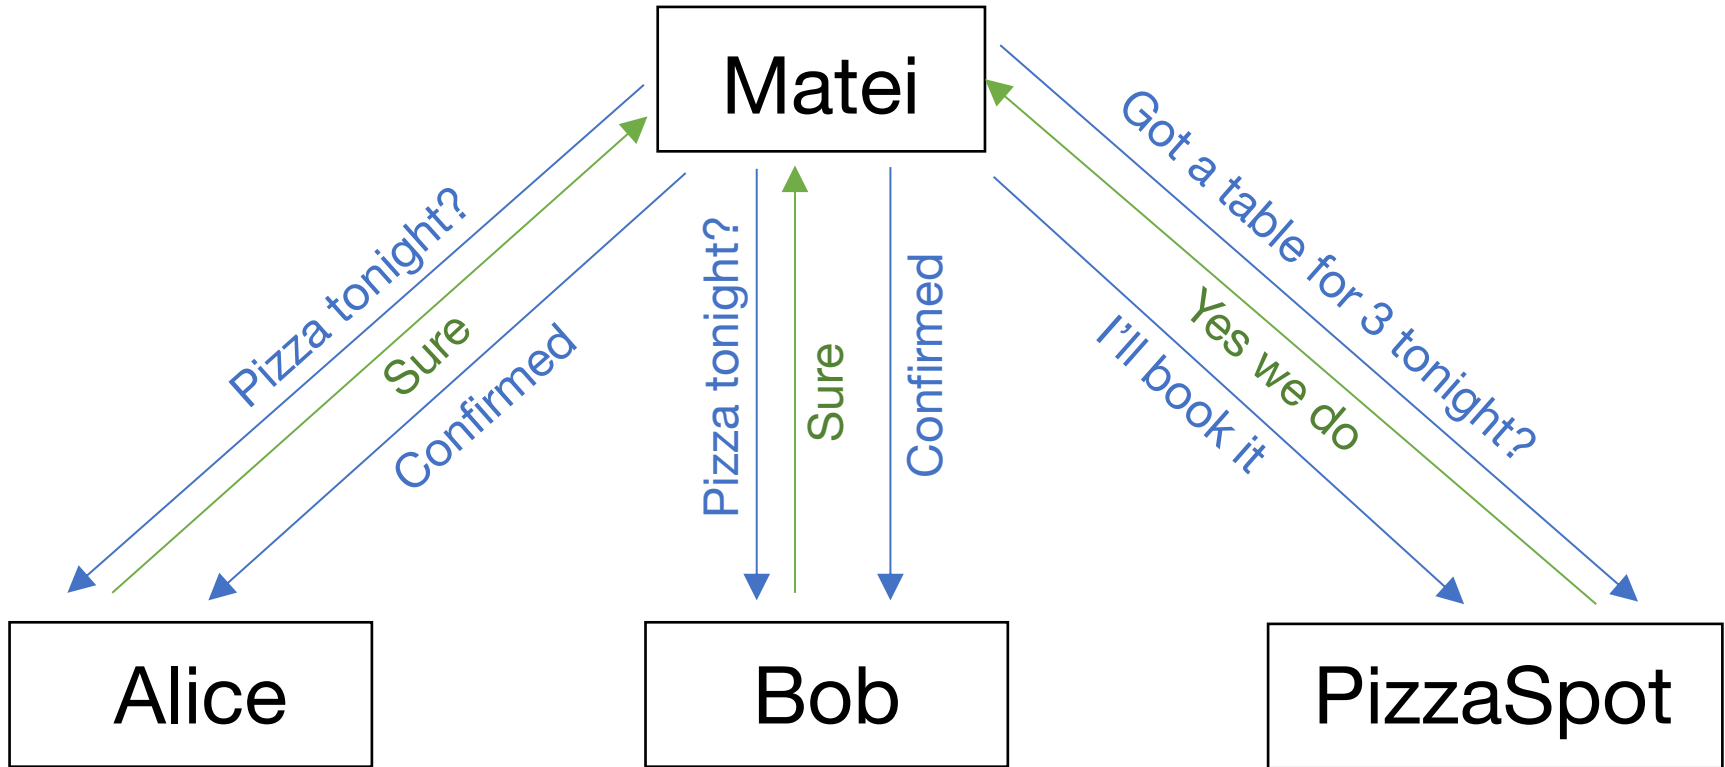 Matei
Pizza tonight?
Sure
Confirmed
Pizza tonight?
Sure
Confirmed
Got a table for 3 tonight?
Yes we do
I’ll book it
Alice
Bob
PizzaSpot